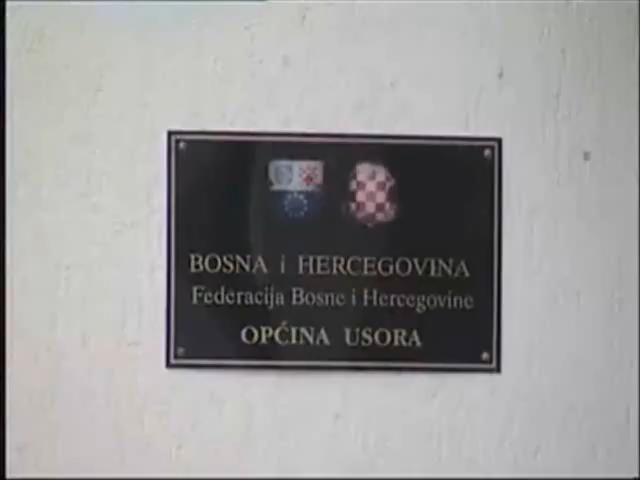 BOSNA i HERCEGOVINA
Federacija Bosne i Hercegovine
OPĆINA USORA